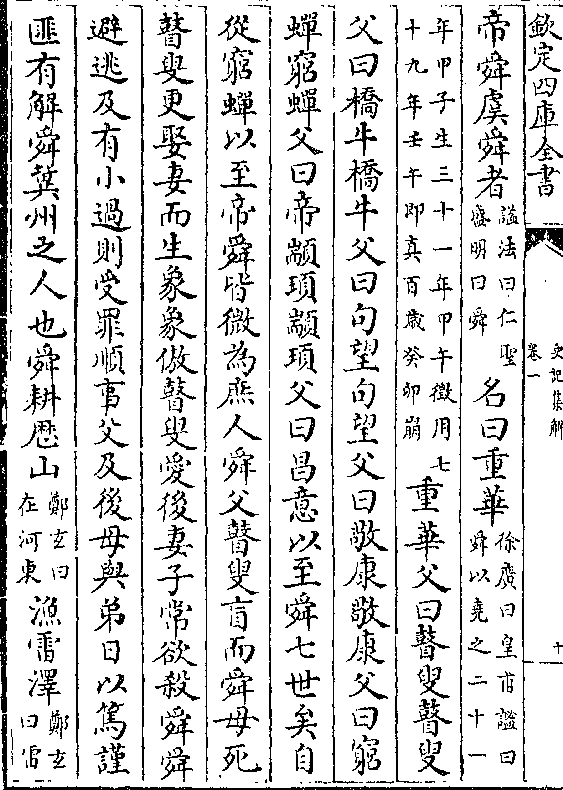 欽定四庫全書
史記集解
卷一
十
帝舜虞舜者諡法曰仁聖盛明曰舜名曰重華徐廣曰皇甫謐曰舜以堯之二十一
年甲子生三十一年甲午徵用七十九年壬午即真百歲癸卯崩重華父曰瞽叟瞽叟
父曰橋牛橋牛父曰句望句望父曰敬康敬康父曰窮
蟬窮蟬父曰帝顓頊顓頊父曰昌意以至舜七世矣自
從窮蟬以至帝舜皆微為庶人舜父瞽叟盲而舜母死
瞽叟更娶妻而生象象傲瞽叟愛後妻子常欲殺舜舜
避逃及有小過則受罪順事父及後母與弟日以篤謹
匪有解舜冀州之人也舜耕歷山鄭玄曰在河東漁雷澤鄭玄曰雷